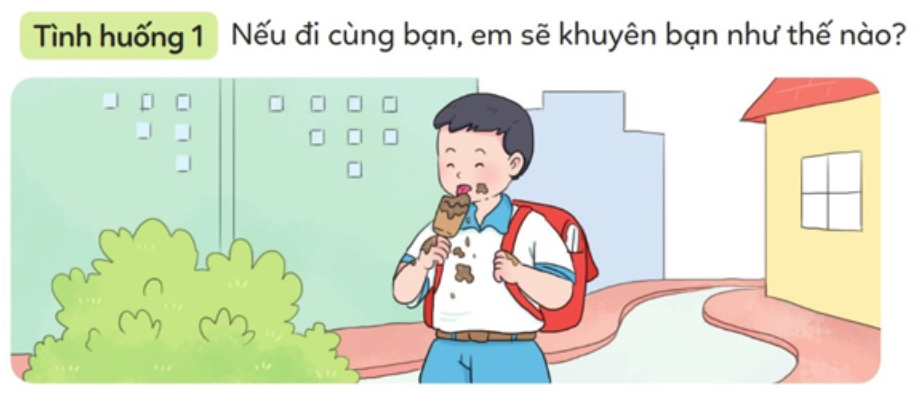 Tình huống 1 Nếu đi cùng bạn, em sẽ khuyên bạn như thế nào?